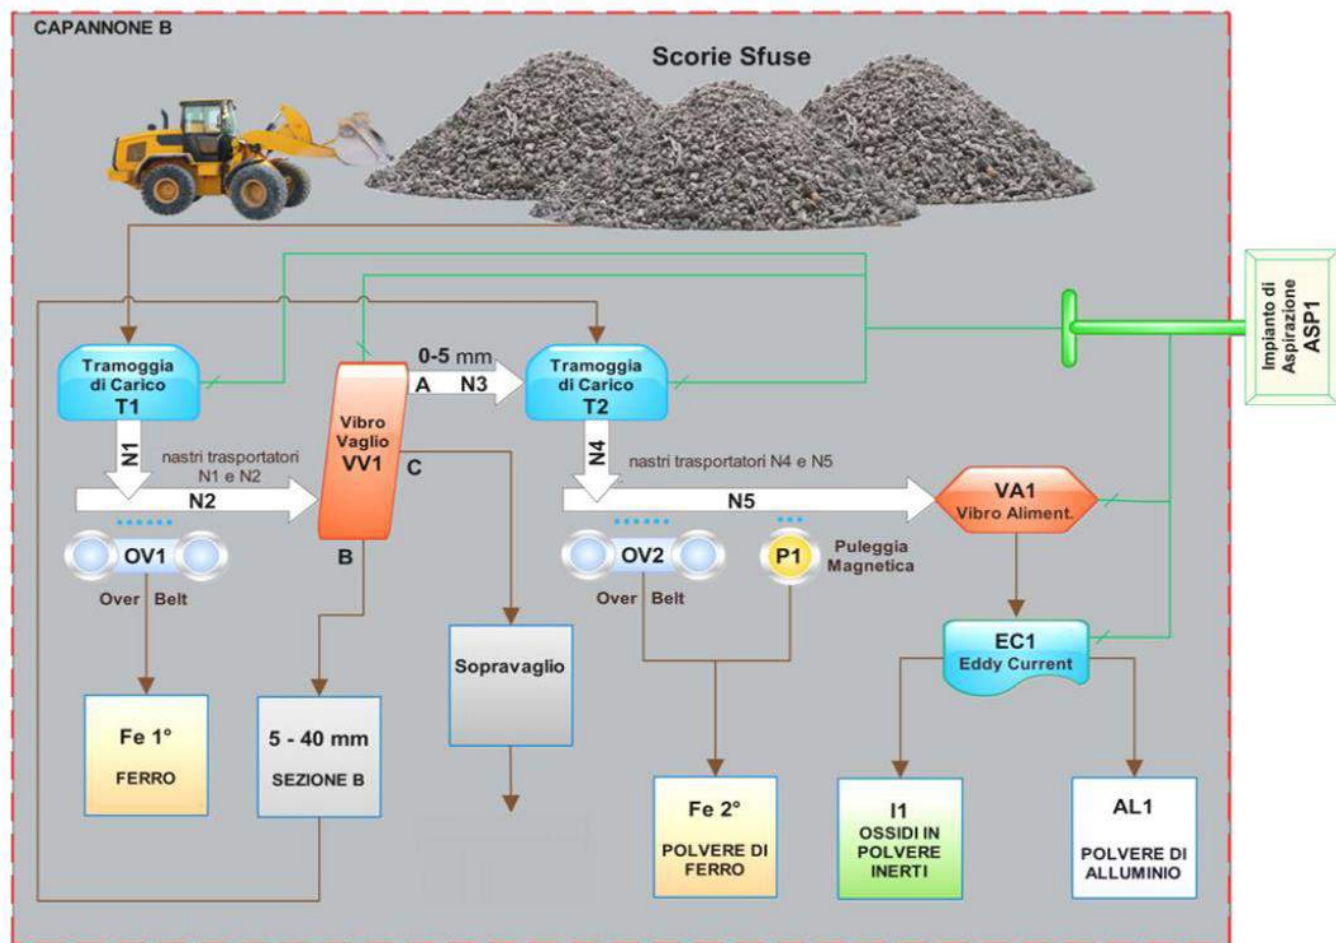 CAPANNONE B
Scorie Sfuse
Impianto di
Aspirazione
ASP1
Tramoggia
di Carico
T1
0-5 mm
A N3
Tramoggia
di Carico
T2
Vibro
Vaglio
VV1
C
B
N1
nastri trasportatori
N1 e N2
N2
N4
nastri trasportatori N4 e N5
N5
VA1
Vibro Aliment.
OV1
Over Belt
OV2
Over Belt
P1
Puleggia
Magnetica
EC1
Eddy Current
Sopravaglio
Fe 1°
FERRO
5 - 40 mm
SEZIONE B
Fe 2°
POLVERE DI
FERRO
I1
OSSIDI IN
POLVERE
INERTI
AL1
POLVERE DI
ALLUMINIO